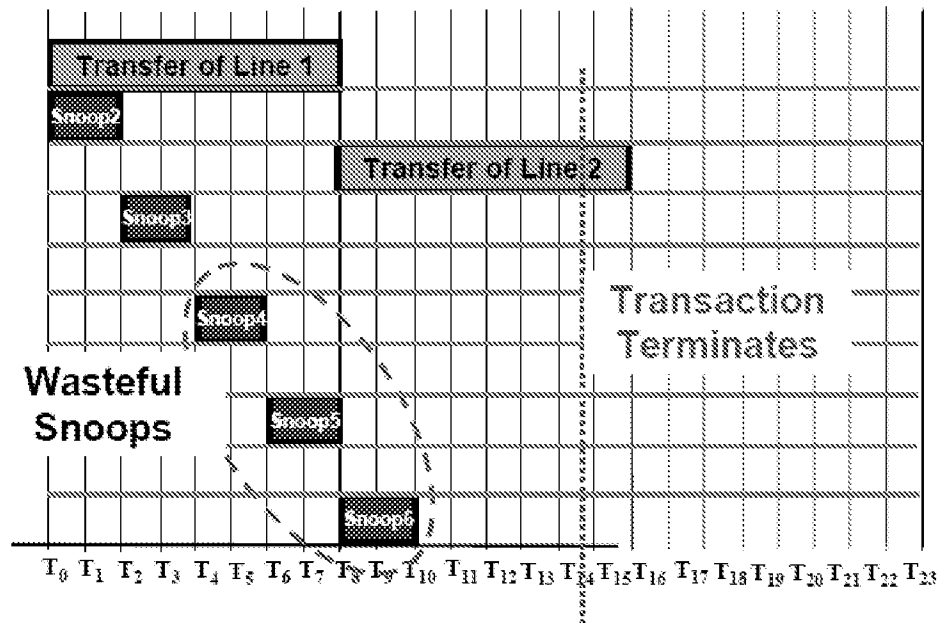 Transfer of Line 1
Snoop2
Transfer of Line 2
Snoop3
Snoop4
Transaction
Terminates
Wasteful
Snoops
Snoop5
Snoop6
T0 T1 T2 T3 T4 T5 T6 T7 T8 T9 T10 T11 T12 T13 T14 T15 T16 T17 T18 T19 T20 T21 T22 T23